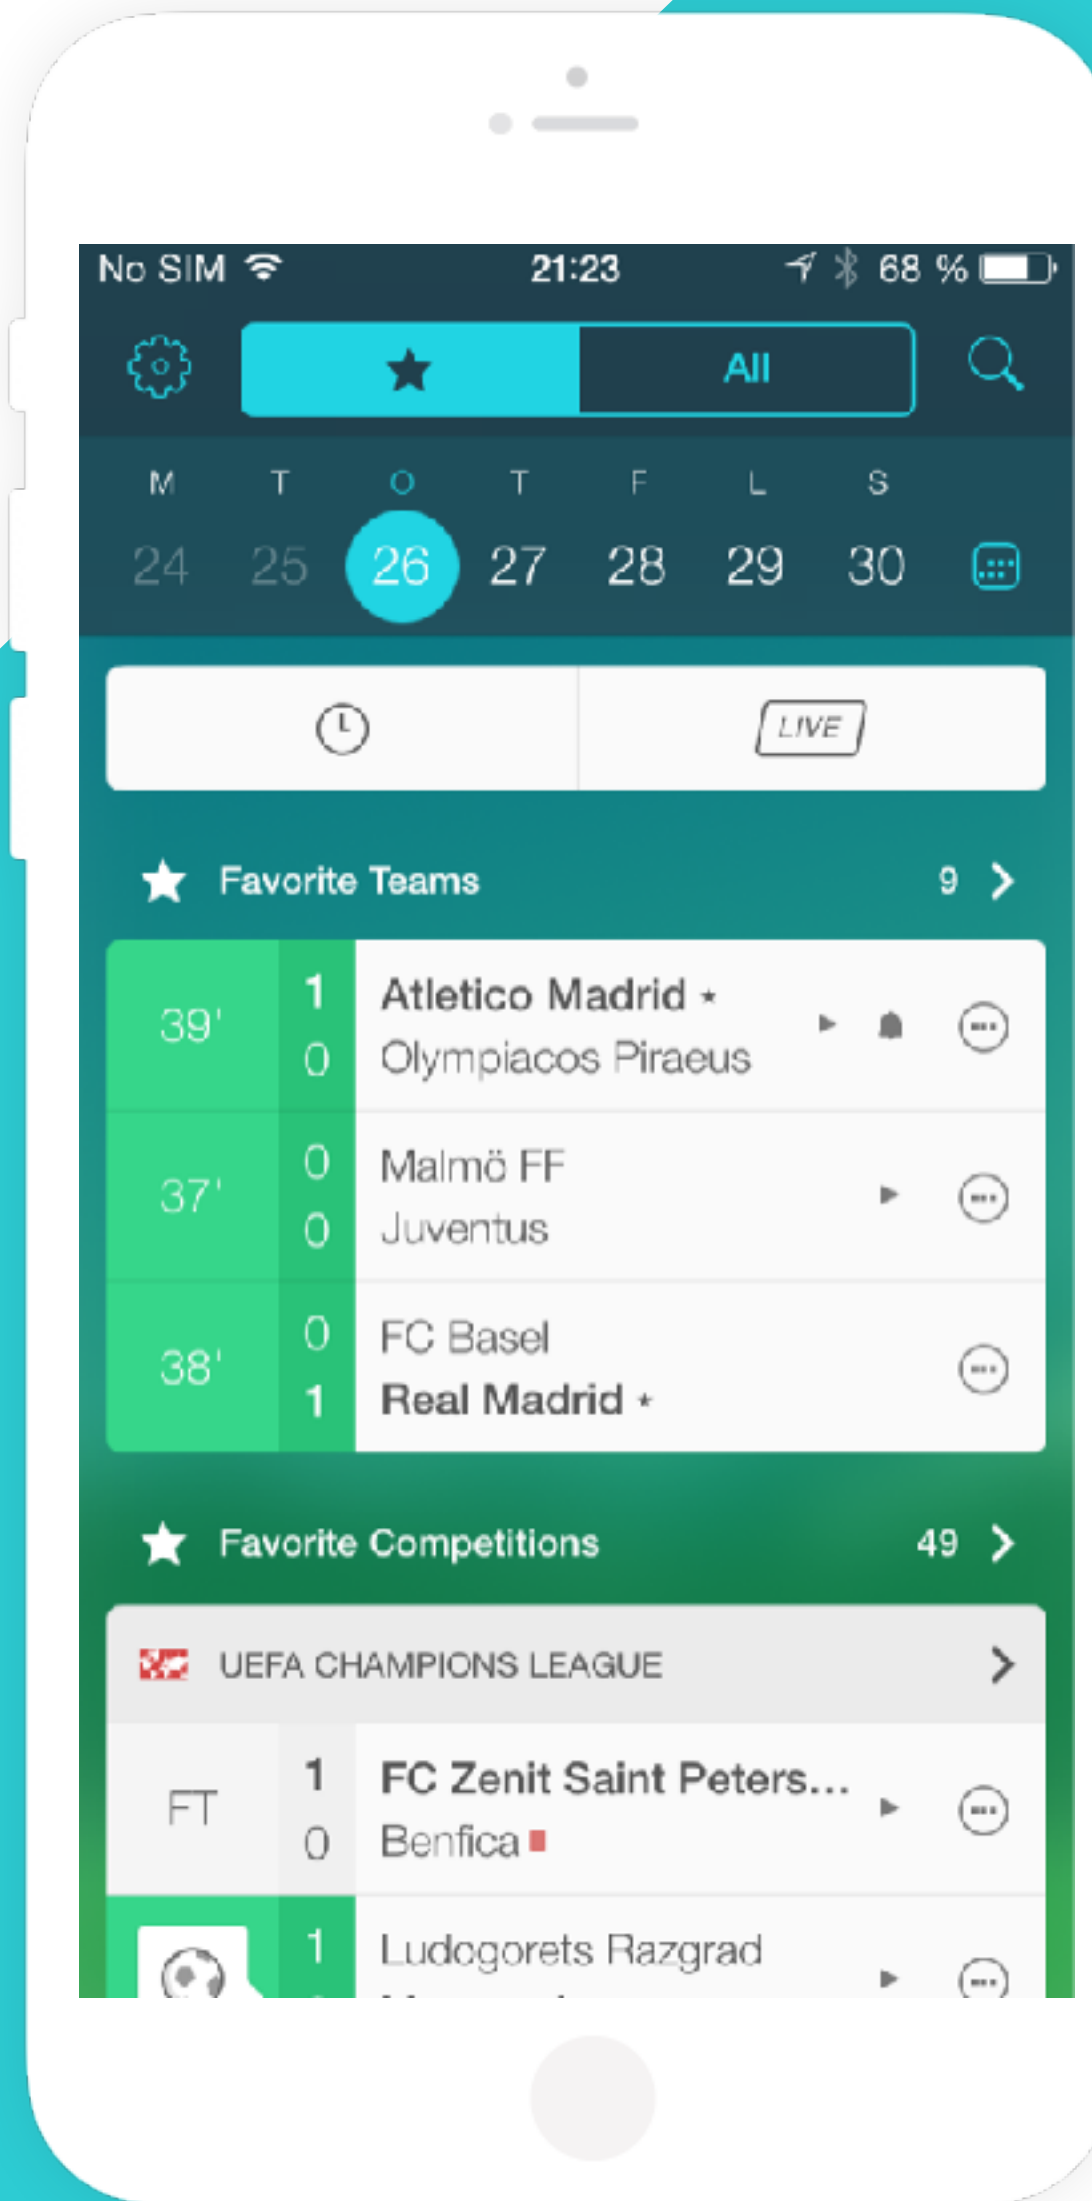 No SIM 21:23 68 %
All
M T O T F L S
24 25 26 27 28 29 30
LIVE
Favorite Teams 9
39' 1 Atletico Madrid
0 Olympiacos Piraeus
37' 0 Malmö FF
0 Juventus
38' 0 FC Basel
1 Real Madrid
Favorite Competitions 49
UEFA CHAMPIONS LEAGUE
FT 1 FC Zenit Saint Peters...
0 Benfica
1 Ludogorets Razgrad